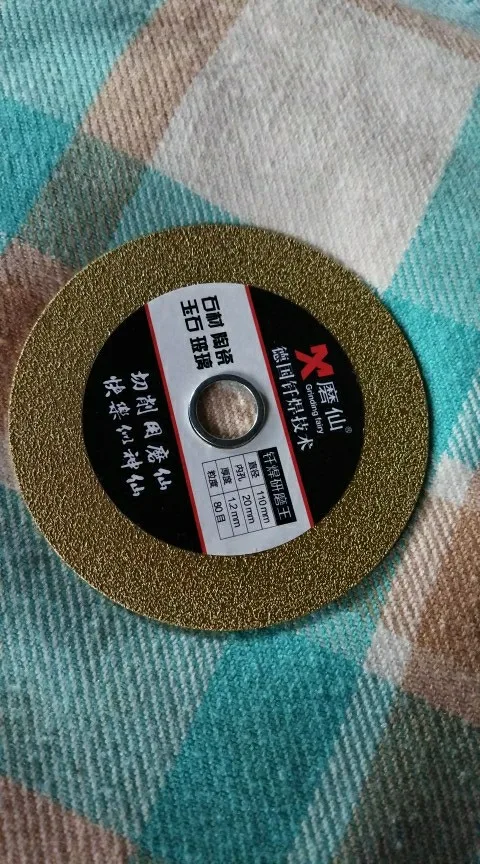 磨仙®
Grinding fairy
德国钎焊技术
石材 陶瓷
玉石 玻璃
钎焊研磨王
直径 110mm
内孔 20mm
厚度 1.2mm
粒度 80目
切削用磨仙
快乐似神仙